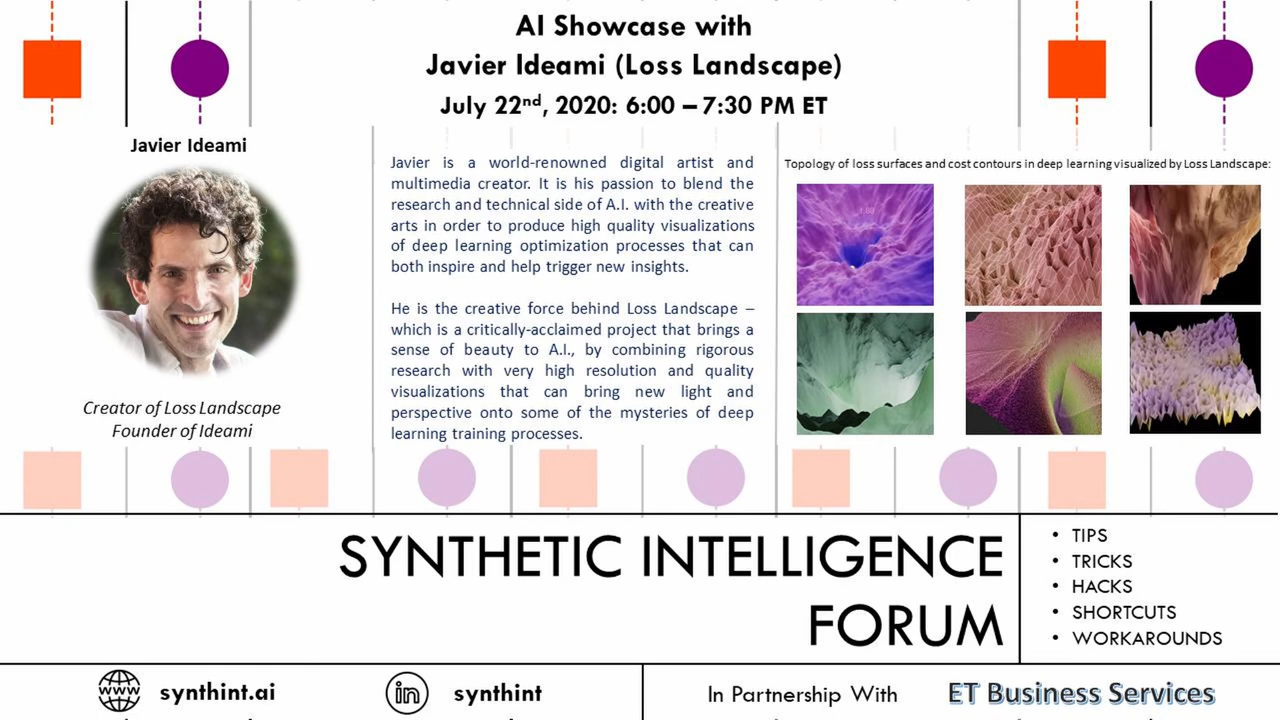 AI Showcase with
Javier Ideami (Loss Landscape)
July 22nd, 2020: 6:00 – 7:30 PM ET
Javier Ideami
Creator of Loss Landscape
Founder of Ideami
Javier is a world-renowned digital artist and
multimedia creator. It is his passion to blend the
research and technical side of A.I. with the creative
arts in order to produce high quality visualizations
of deep learning optimization processes that can
both inspire and help trigger new insights.
He is the creative force behind Loss Landscape –
which is a critically-acclaimed project that brings a
sense of beauty to A.I., by combining rigorous
research with very high resolution and quality
visualizations that can bring new light and
perspective onto some of the mysteries of deep
learning training processes.
Topology of loss surfaces and cost contours in deep learning visualized by Loss Landscape:
SYNTHETIC INTELLIGENCE
FORUM
• TIPS
• TRICKS
• HACKS
• SHORTCUTS
• WORKAROUNDS
www
synthint.ai
in
synthint
In Partnership With
ET Business Services